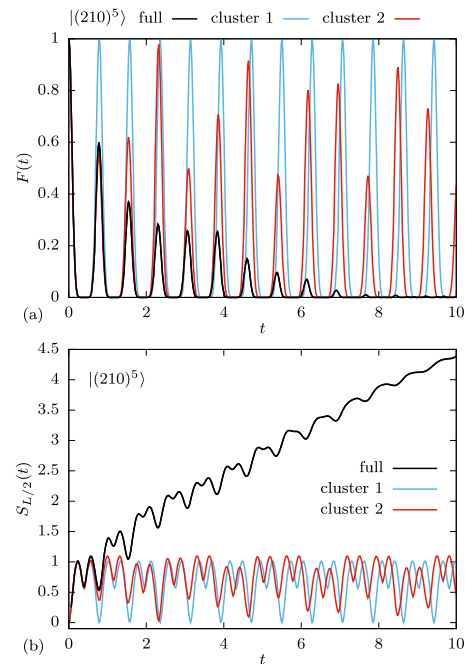 |(210)⁵⟩ full cluster 1 cluster 2
1
0.8
0.6
0.4
0.2
0
F(t)
0 2 4 6 8 10
(a)
t
4.5
4
3.5
3
2.5
2
1.5
1
0.5
0
S_{L/2}(t)
|(210)⁵⟩
full
cluster 1
cluster 2
0 2 4 6 8 10
(b)
t